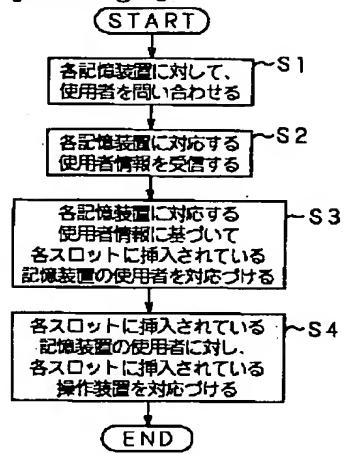 START
各記憶装置に対して、
使用者を問い合わせる
S1
各記憶装置に対応する
使用者情報を受信する
S2
各記憶装置に対応する
使用者情報に基づいて
各スロットに挿入されている
記憶装置の使用者を対応づける
S3
各スロットに挿入されている
記憶装置の使用者に対し、
各スロットに挿入されている
操作装置を対応づける
S4
END